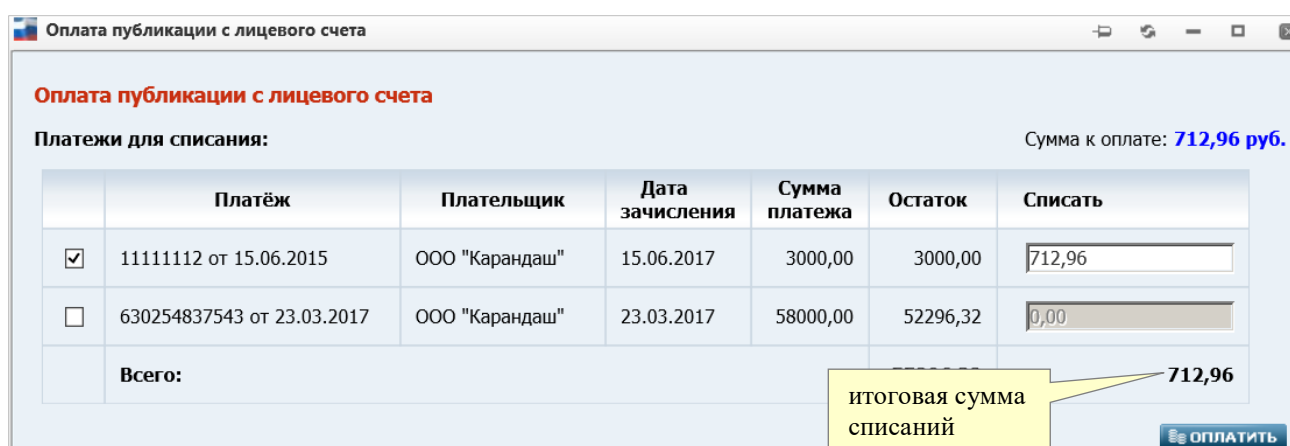 Оплата публикации с лицевого счета
Оплата публикации с лицевого счета
Платежи для списания: Сумма к оплате: 712,96 руб.
Платёж Плательщик Дата зачисления Сумма платежа Остаток Списать
11111112 от 15.06.2015 ООО "Карандаш" 15.06.2017 3000,00 3000,00 712,96
630254837543 от 23.03.2017 ООО "Карандаш" 23.03.2017 58000,00 52296,32 0,00
Всего: 712,96
итоговая сумма
списаний
ОПЛАТИТЬ